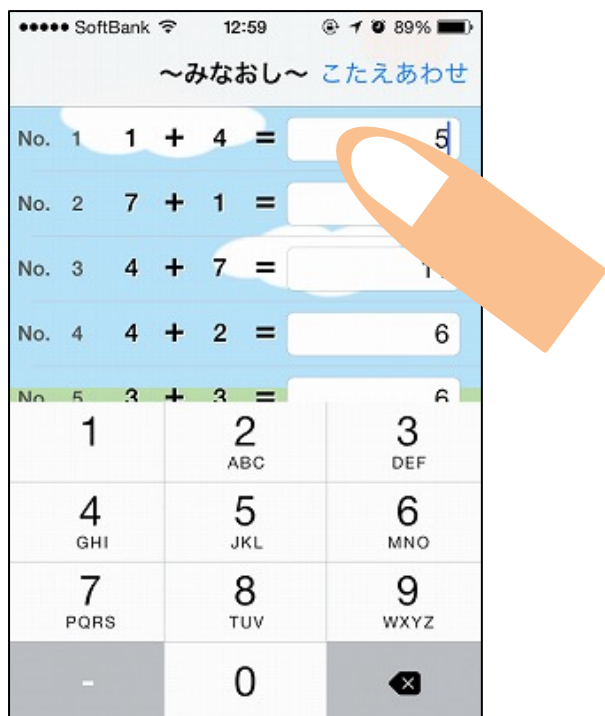 SoftBank 12:59 89%
～みなおし～ こたえあわせ
No. 1 1 + 4 = 5
No. 2 7 + 1 =
No. 3 4 + 7 =
No. 4 4 + 2 = 6
No. 5 3 + 3 = 6
1 2 3
ABC DEF
4 5 6
GHI JKL MNO
7 8 9
PQRS TUV WXYZ
- 0